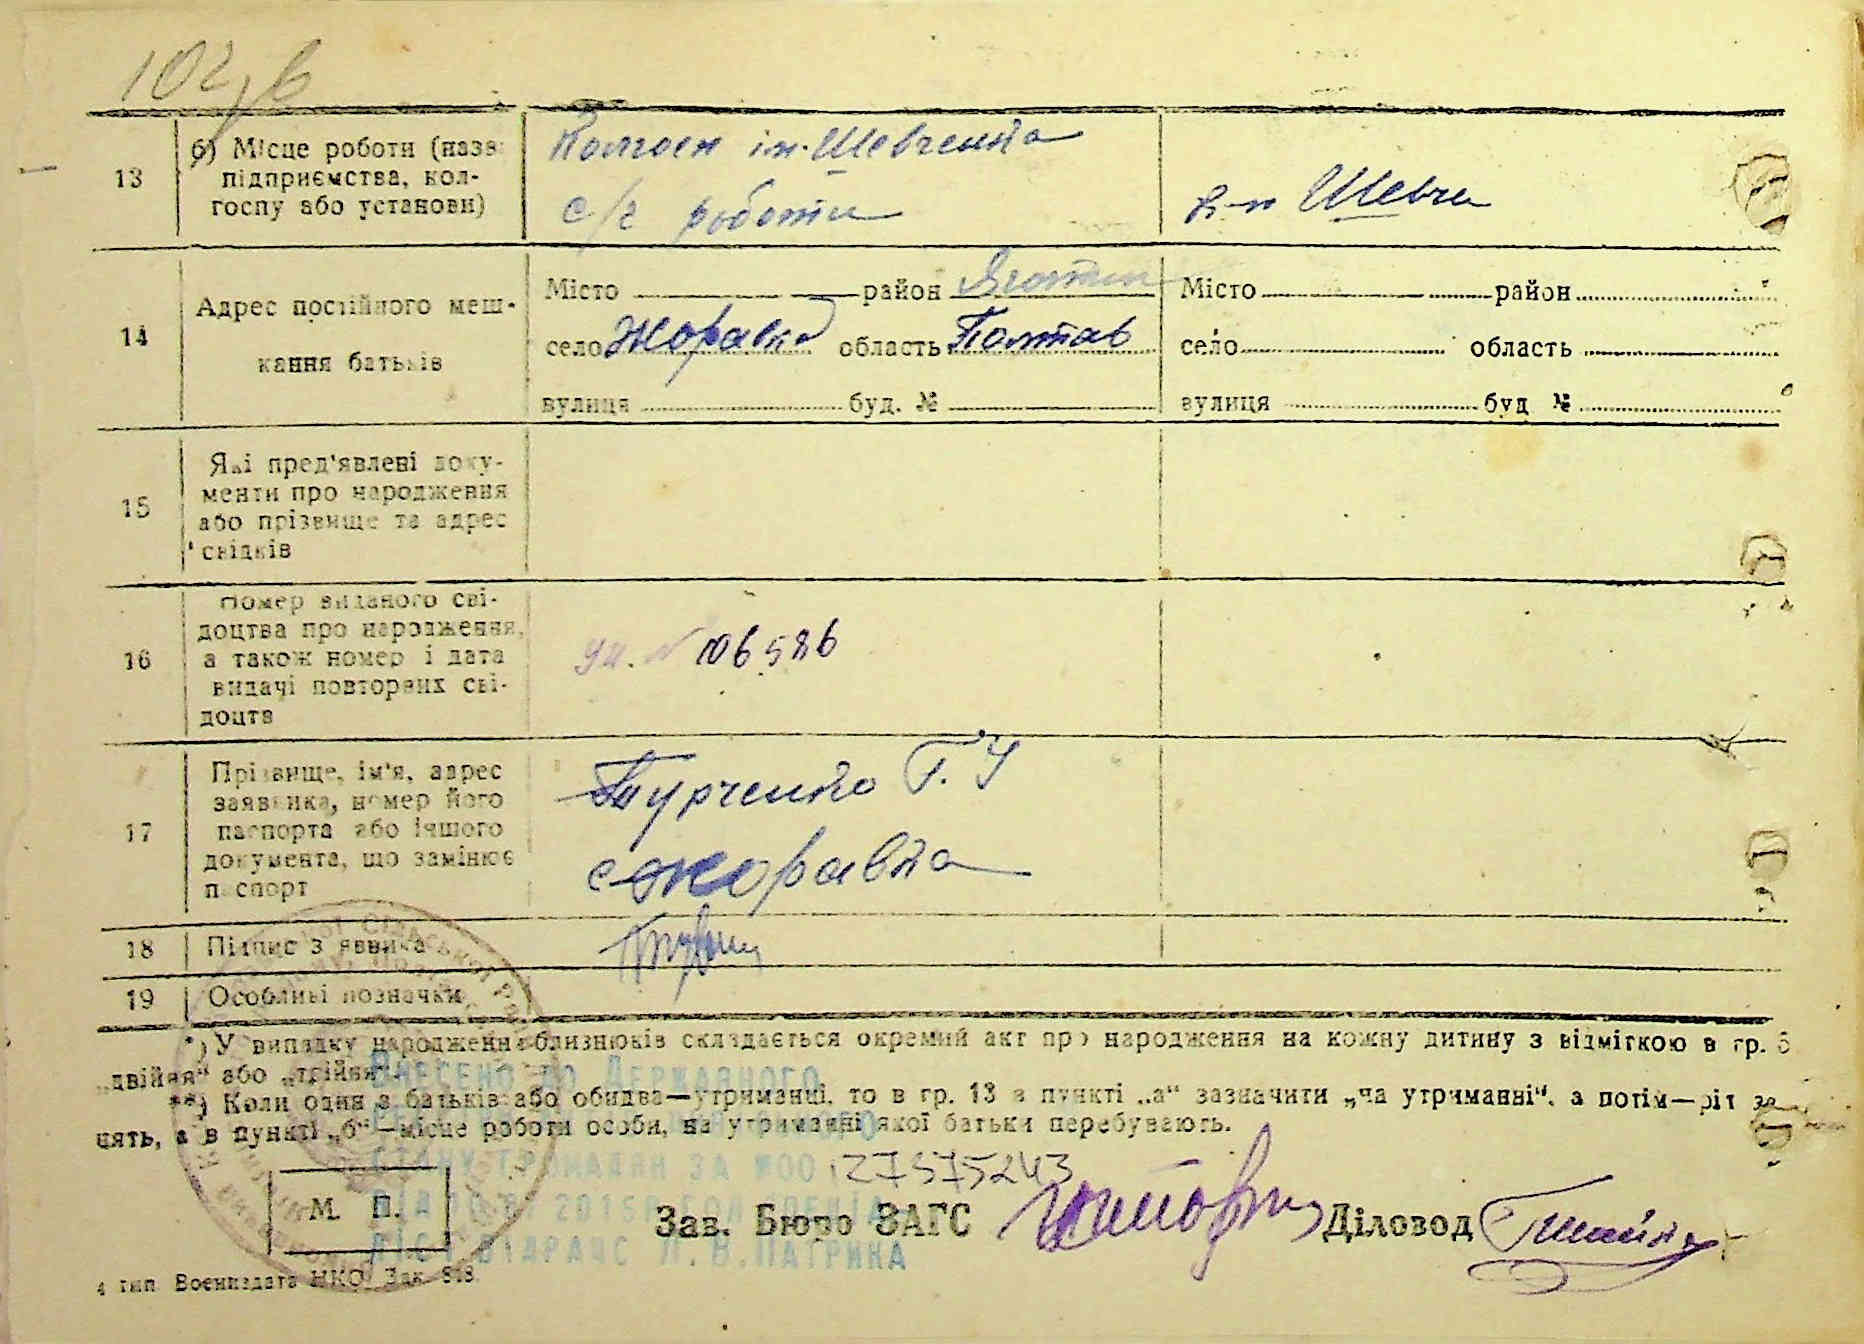 102, в
13
б) Місце роботи (назв
підприємства, кол-
госпу або установи)
Колгосп ім. Шевченка
с/г роботи
к-п Шевче
14
Адрес постійного меш-
кання батьків
Місто район Яготин
село Жоравка область Полтав
вулиця буд. №
Місто район
село область
вулиця буд №
15
Які пред'явлені доку-
менти про народження
або прізвище та адрес
свідків
16
Номер виданого сві-
доцтва про народження,
а також номер і дата
видачі повторних сві-
доцтв
УЦ. № 106586
17
Прізвище, ім'я, адрес
заявника, номер його
паспорта або іншого
документа, що замінює
паспорт
Турченко Г. У
с Жоравка
18
Підпис заявника
19
Особливі позначки
*) У випадку народження близнюків складається окремий акт про народження на кожну дитину з відміткою в гр. 5
„двійня“ або „трійня“.
**) Коли один з батьків або обидва—утриманці, то в гр. 13 в пункті „а“ зазначити „на утриманні“, а потім—рід за
нять, а в пункті „б“—місце роботи особи, на утриманні якої батьки перебувають.
Внесено до Державного
стану громадян за №00127575243
М. П.
Зав. Бюро ЗАГС
Діловод
4 тип Воениздата НКО Зак. 818